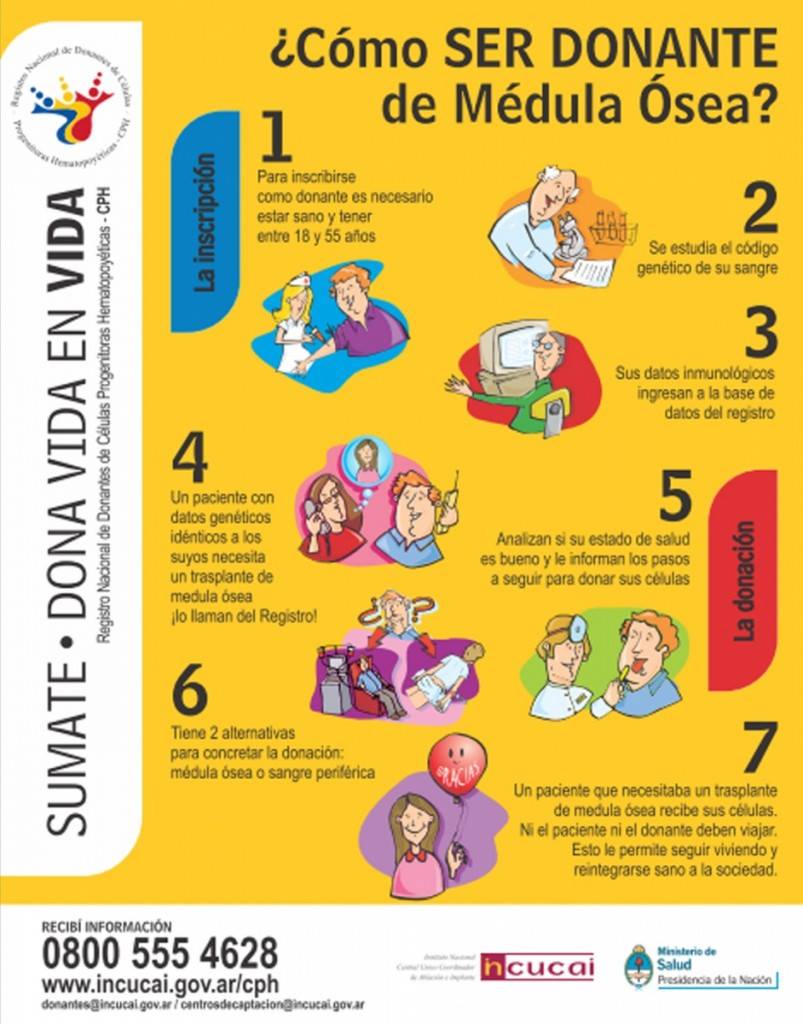 ¿Cómo SER DONANTE
de Médula Ósea?
Registro Nacional de Donantes de Células
Progenitoras Hematopoyéticas - CPH
SUMATE • DONA VIDA EN VIDA
Registro Nacional de Donantes de Células Progenitoras Hematopoyéticas - CPH
La inscripción
1
Para inscribirse
como donante es necesario
estar sano y tener
entre 18 y 55 años
2
Se estudia el código
genético de su sangre
3
Sus datos inmunológicos
ingresan a la base de
datos del registro
4
Un paciente con
datos genéticos
idénticos a los
suyos necesita
un trasplante de
medula ósea
¡lo llaman del Registro!
La donación
5
Analizan si su estado de salud
es bueno y le informan los pasos
a seguir para donar sus células
6
Tiene 2 alternativas
para concretar la donación:
médula ósea o sangre periférica
GRACIAS
7
Un paciente que necesitaba un trasplante
de medula ósea recibe sus células.
Ni el paciente ni el donante deben viajar.
Esto le permite seguir viviendo y
reintegrarse sano a la sociedad.
RECIBÍ INFORMACIÓN
0800 555 4628
www.incucai.gov.ar/cph
donantes@incucai.gov.ar / centrosdecaptacion@incucai.gov.ar
Instituto Nacional
Central Unico Coordinador
de Ablación e Implante
incucai
Ministerio de
Salud
Presidencia de la Nación